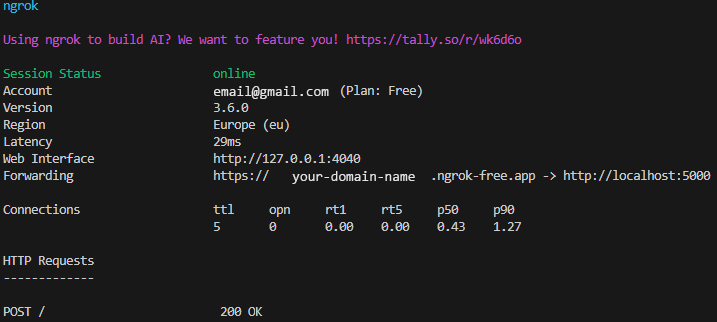 ngrok
Using ngrok to build AI? We want to feature you! https://tally.so/r/wk6d6o
Session Status online
Account email@gmail.com (Plan: Free)
Version 3.6.0
Region Europe (eu)
Latency 29ms
Web Interface http://127.0.0.1:4040
Forwarding https:// your-domain-name .ngrok-free.app -> http://localhost:5000
Connections ttl opn rt1 rt5 p50 p90
5 0 0.00 0.00 0.43 1.27
HTTP Requests
-------------
POST / 200 OK